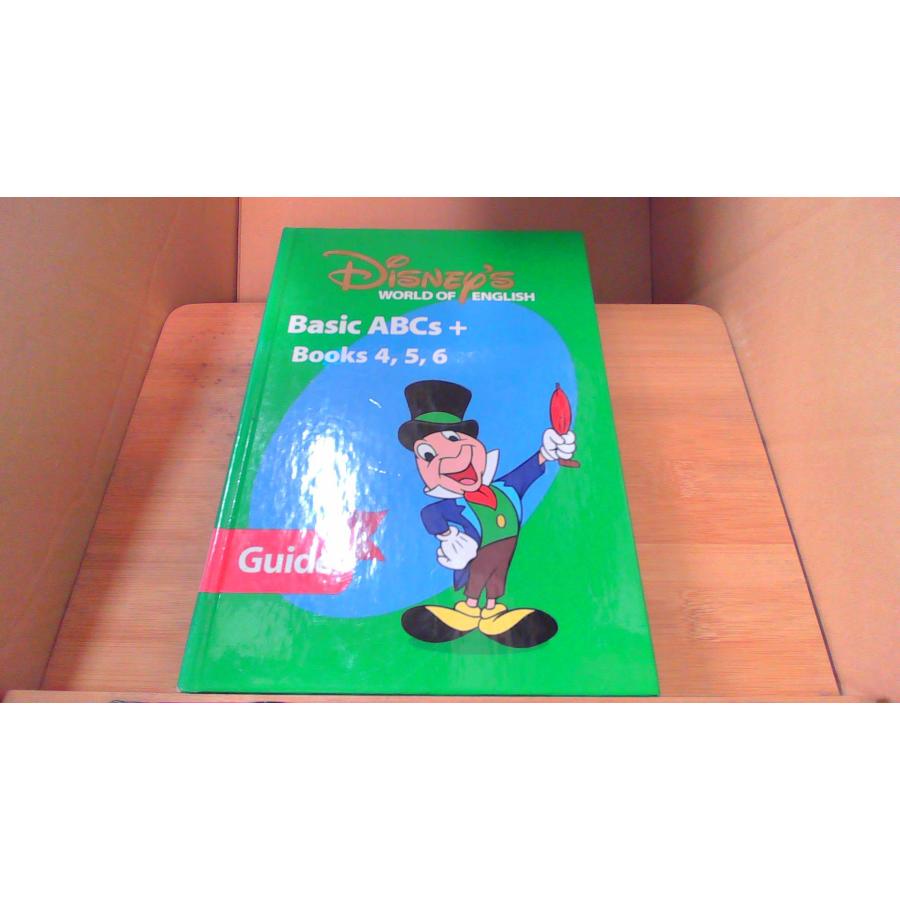 Disney's
WORLD OF ENGLISH
Basic ABCs +
Books 4, 5, 6
Guide